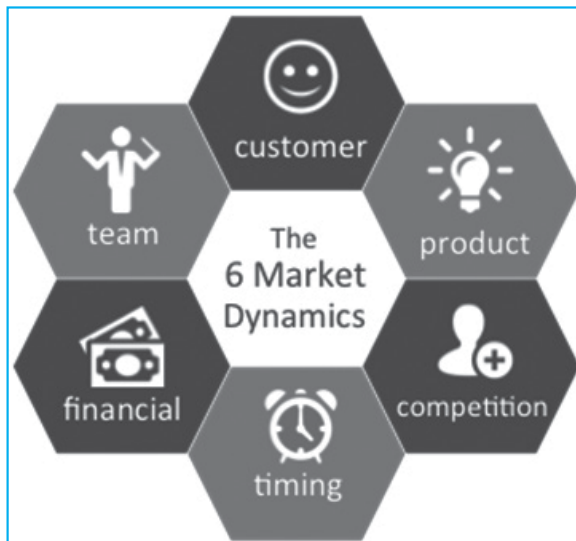 customer
team
product
The
6 Market
Dynamics
financial
competition
timing